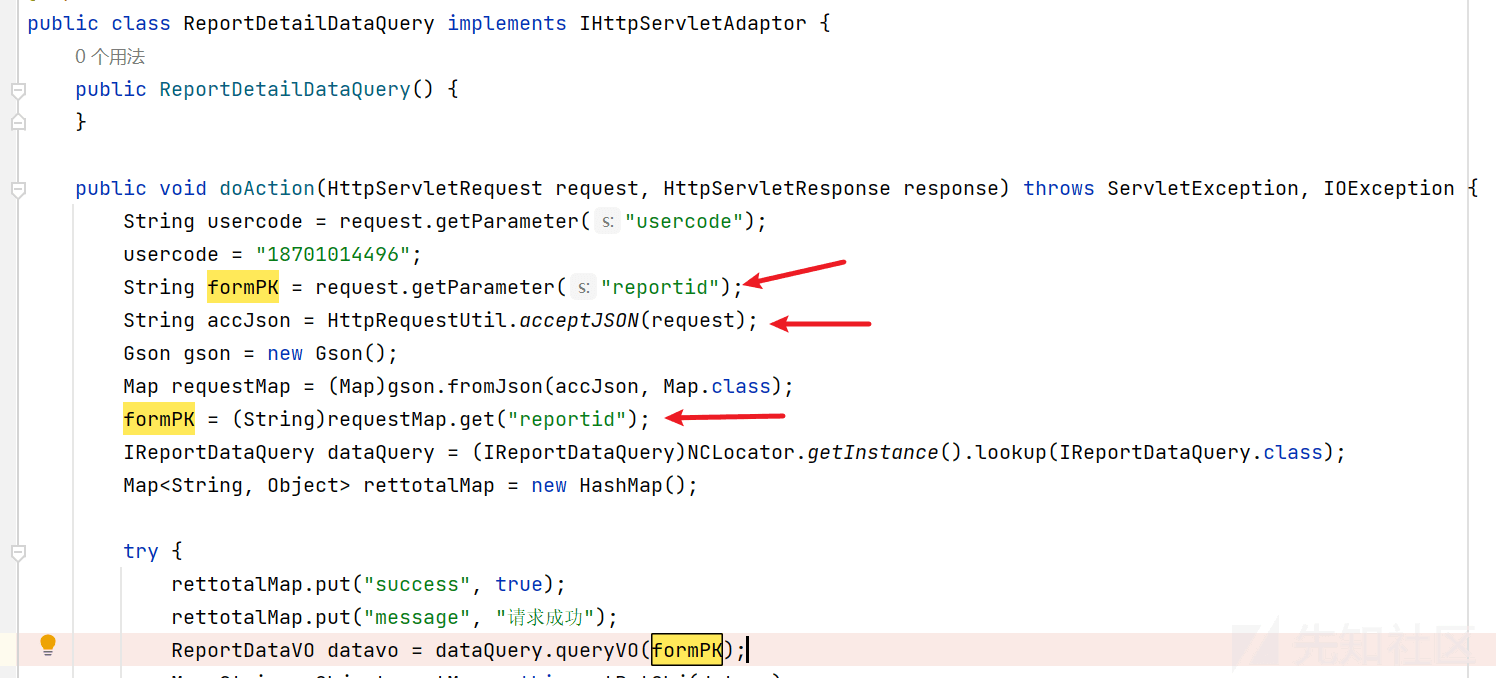 public class ReportDetailDataQuery implements IHttpServletAdaptor {
0 个用法
public ReportDetailDataQuery() {
}
public void doAction(HttpServletRequest request, HttpServletResponse response) throws ServletException, IOException {
String usercode = request.getParameter( s: "usercode");
usercode = "18701014496";
String formPK = request.getParameter( s: "reportid");
String accJson = HttpRequestUtil.acceptJSON(request);
Gson gson = new Gson();
Map requestMap = (Map)gson.fromJson(accJson, Map.class);
formPK = (String)requestMap.get("reportid");
IReportDataQuery dataQuery = (IReportDataQuery)NCLocator.getInstance().lookup(IReportDataQuery.class);
Map<String, Object> rettotalMap = new HashMap();
try {
rettotalMap.put("success", true);
rettotalMap.put("message", "请求成功");
ReportDataVO datavo = dataQuery.queryVO(formPK);
先知社区